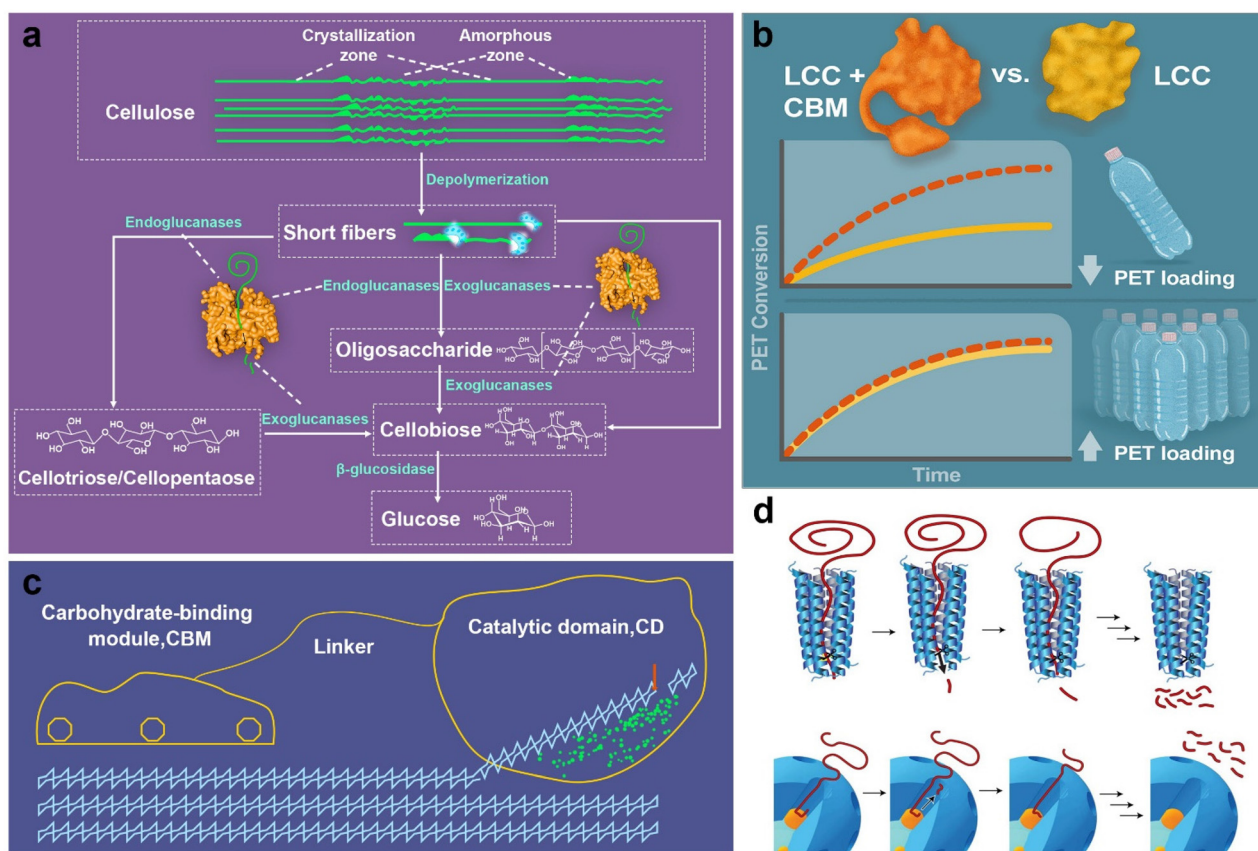 a
Crystallization
zone
Amorphous
zone
Cellulose
Depolymerization
Endoglucanases
Short fibers
Endoglucanases
Exoglucanases
Oligosaccharide
Exoglucanases
Exoglucanases
Cellobiose
Cellotriose/Cellopentaose
β-glucosidase
Glucose
b
LCC +
CBM
vs.
LCC
PET Conversion
PET loading
PET loading
Time
c
Carbohydrate-binding
module,CBM
Linker
Catalytic domain,CD
d